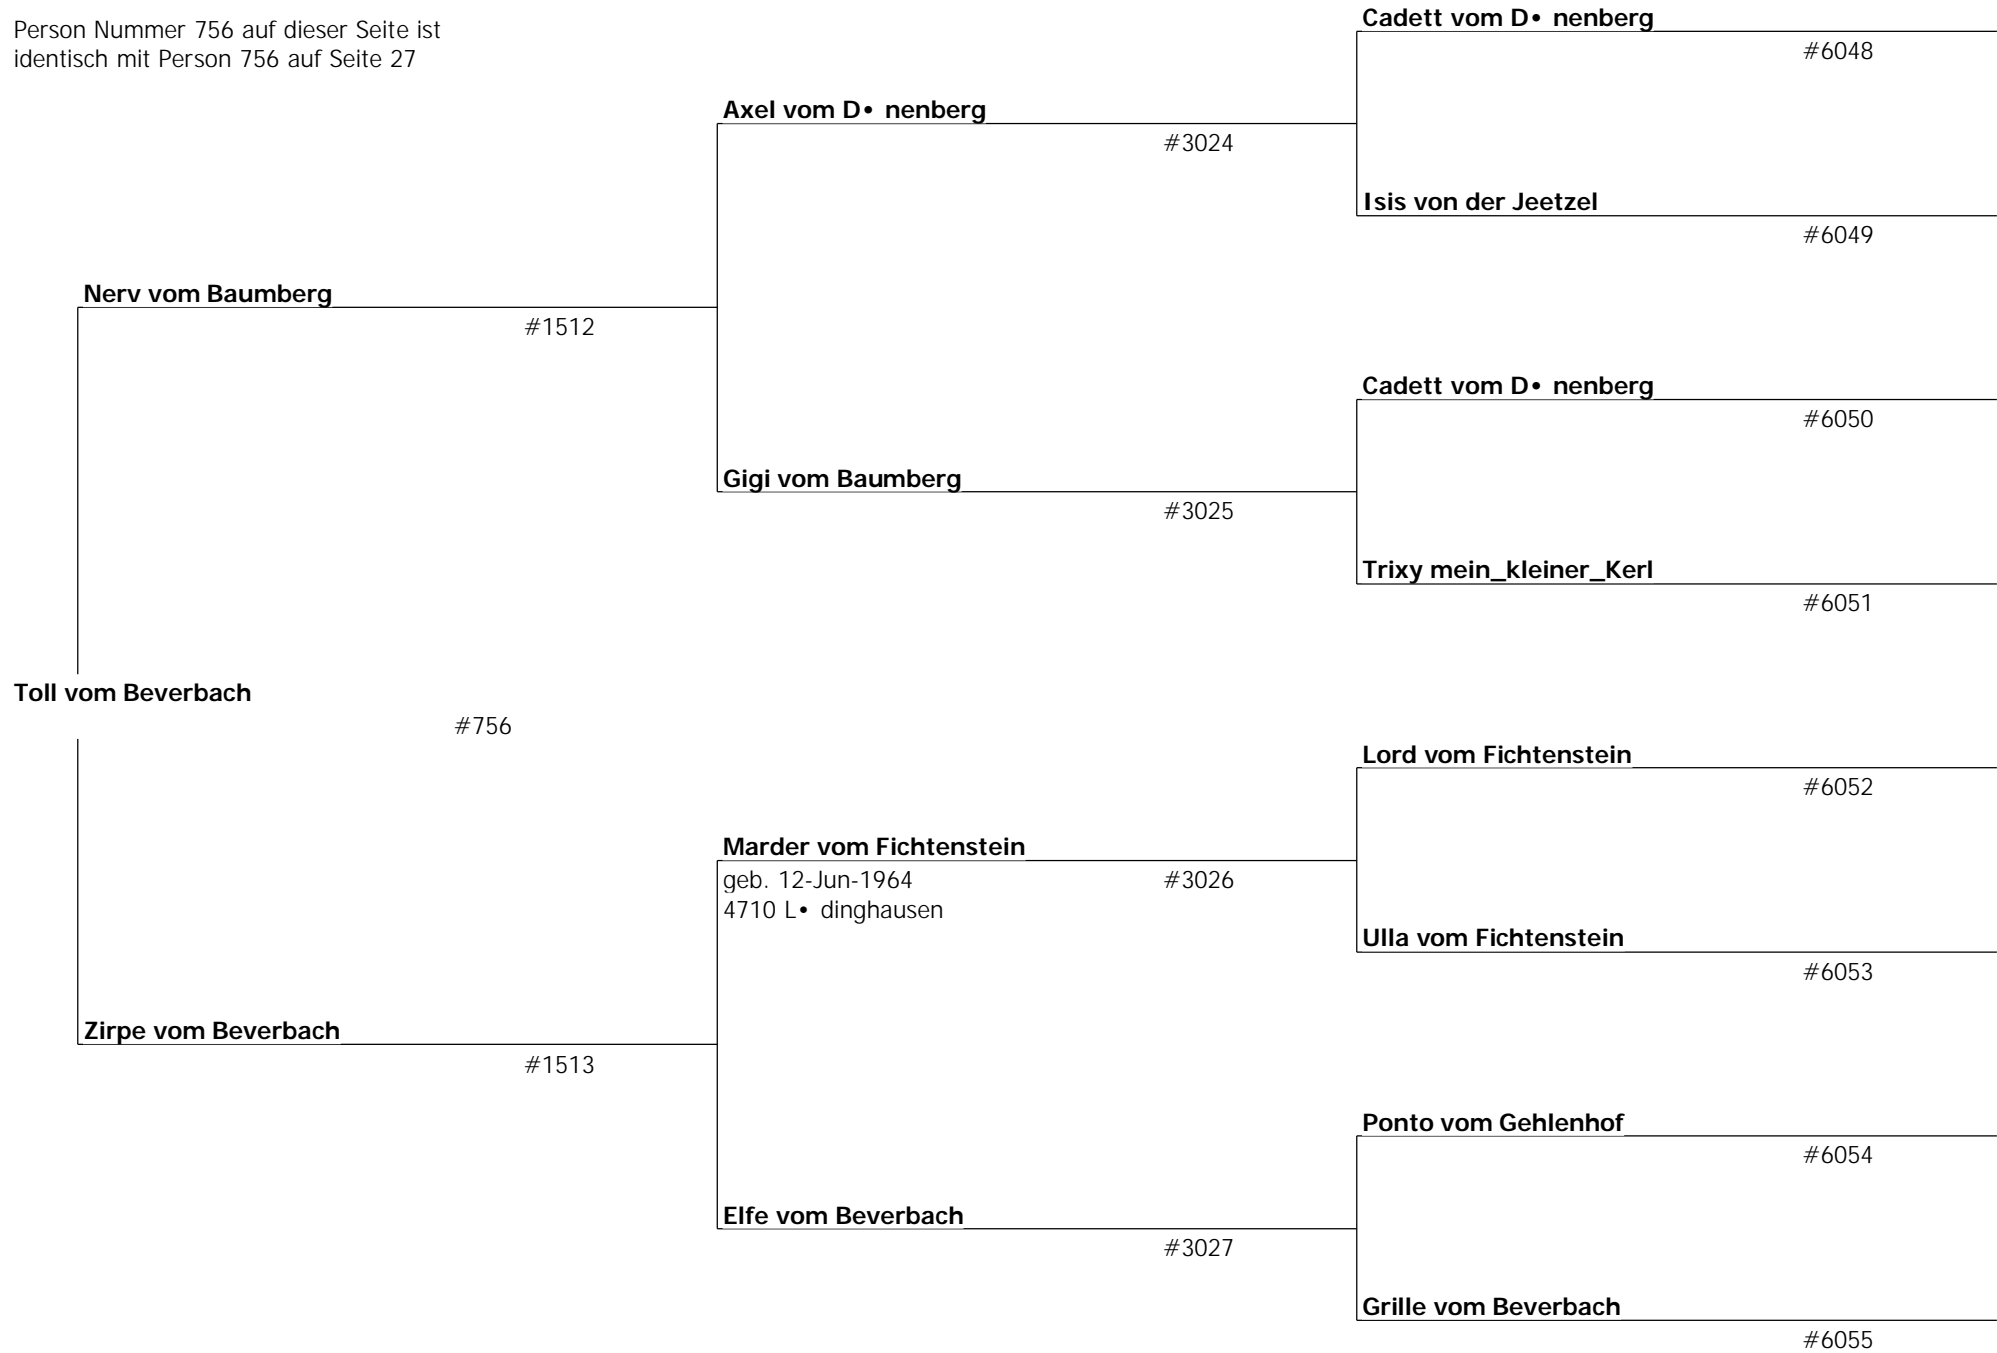 Person Nummer 756 auf dieser Seite ist
identisch mit Person 756 auf Seite 27
Cadett vom D• nenberg
#6048
Axel vom D• nenberg
#3024
Isis von der Jeetzel
#6049
Nerv vom Baumberg
#1512
Cadett vom D• nenberg
#6050
Gigi vom Baumberg
#3025
Trixy mein_kleiner_Kerl
#6051
Toll vom Beverbach
#756
Lord vom Fichtenstein
#6052
Marder vom Fichtenstein
geb. 12-Jun-1964
#3026
4710 L• dinghausen
Ulla vom Fichtenstein
#6053
Zirpe vom Beverbach
#1513
Ponto vom Gehlenhof
#6054
Elfe vom Beverbach
#3027
Grille vom Beverbach
#6055